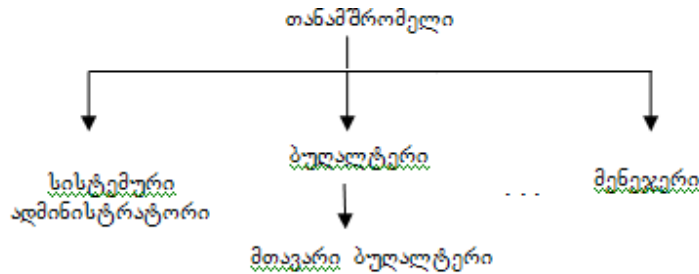 თანამშრომელი
ბუღალტერი
სისტემური
ადმინისტრატორი
. . .
მენეჯერი
მთავარი ბუღალტერი